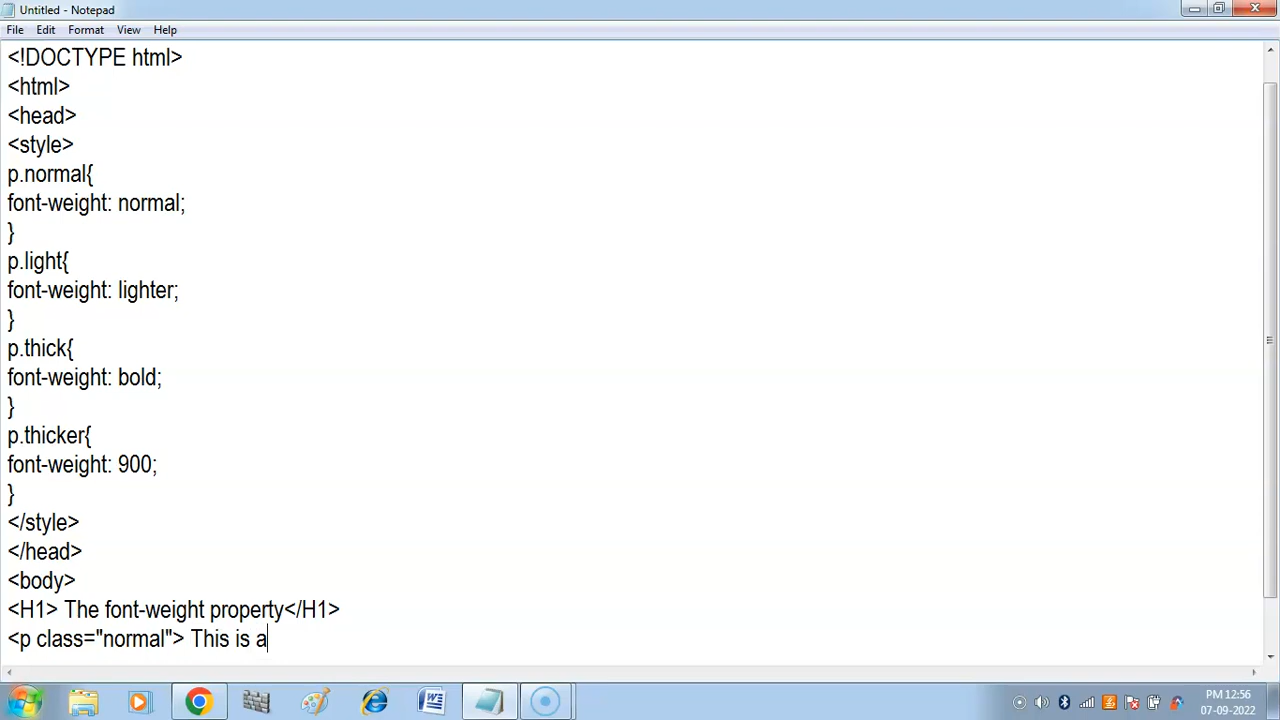 Untitled - Notepad
File Edit Format View Help
<!DOCTYPE html>
<html>
<head>
<style>
p.normal{
font-weight: normal;
}
p.light{
font-weight: lighter;
}
p.thick{
font-weight: bold;
}
p.thicker{
font-weight: 900;
}
</style>
</head>
<body>
<H1> The font-weight property</H1>
<p class="normal"> This is a
PM 12:56
07-09-2022